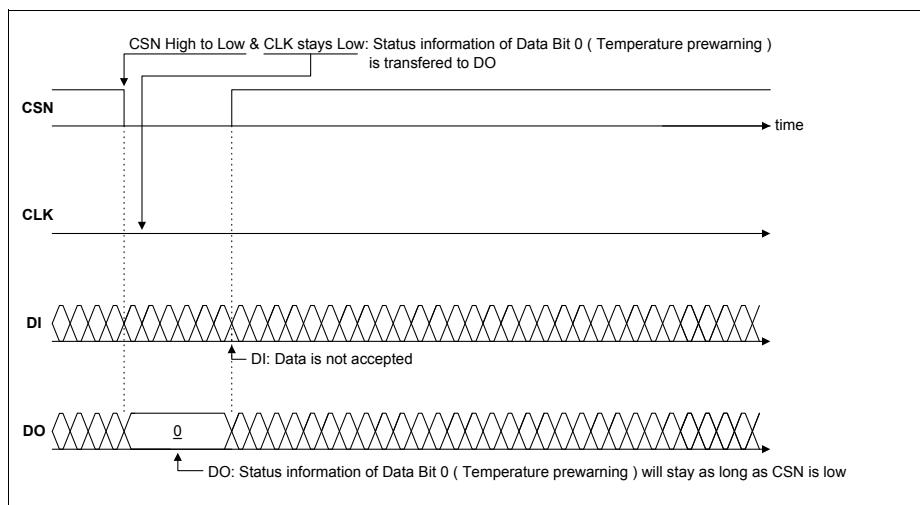 CSN High to Low & CLK stays Low: Status information of Data Bit 0 ( Temperature prewarning )
is transfered to DO
CSN
time
CLK
DI
DI: Data is not accepted
DO
0
DO: Status information of Data Bit 0 ( Temperature prewarning ) will stay as long as CSN is low